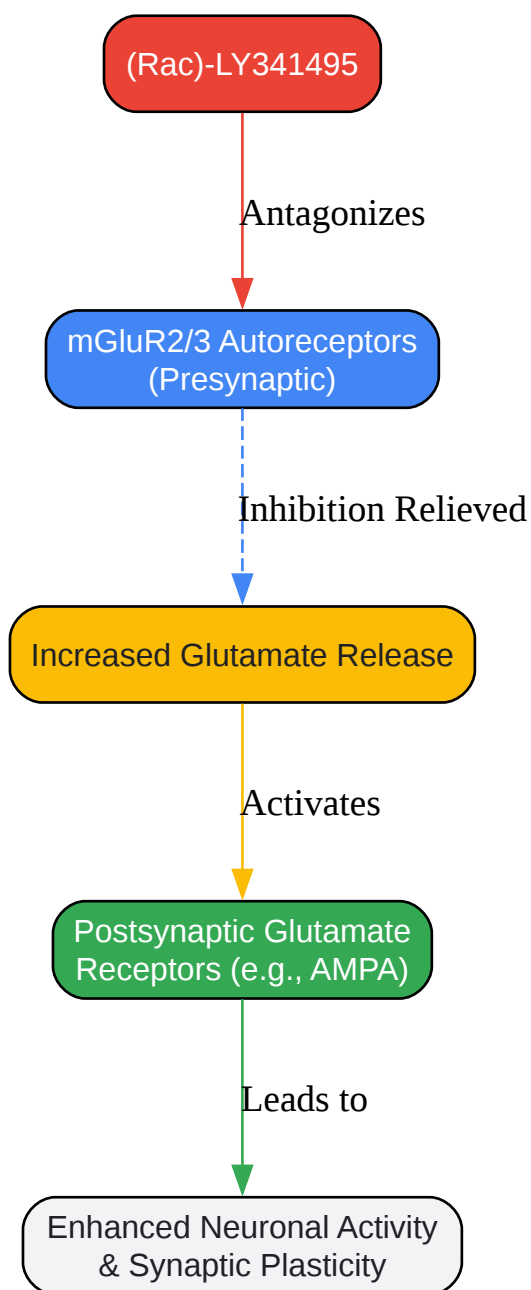 (Rac)-LY341495
Antagonizes
mGluR2/3 Autoreceptors
(Presynaptic)
Inhibition Relieved
Increased Glutamate Release
Activates
Postsynaptic Glutamate
Receptors (e.g., AMPA)
Leads to
Enhanced Neuronal Activity
& Synaptic Plasticity